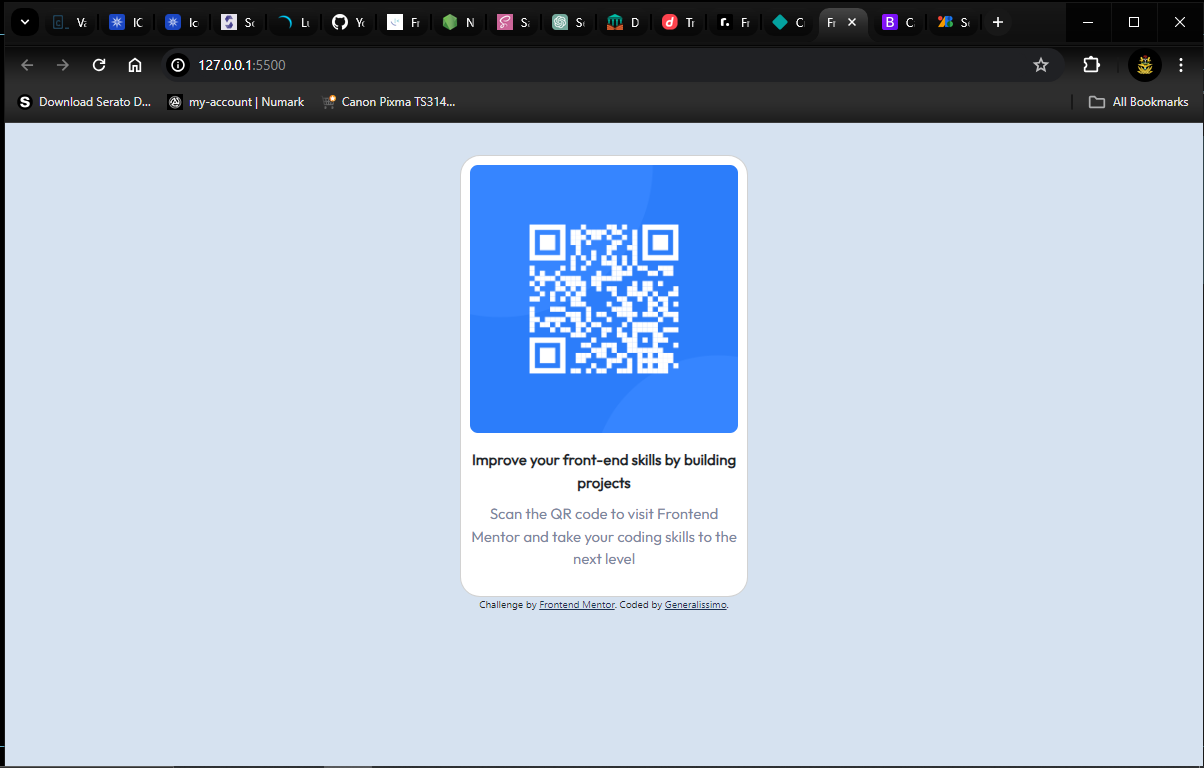 Va
IC
Ic
Sc
Lu
Yo
Fr
N
Sa
Sc
D
Tr
Fr
C
Fr
C
Sc
127.0.0.1:5500
Download Serato D...
my-account | Numark
Canon Pixma TS314...
All Bookmarks
Improve your front-end skills by building
projects
Scan the QR code to visit Frontend
Mentor and take your coding skills to the
next level
Challenge by Frontend Mentor. Coded by Generalissimo.